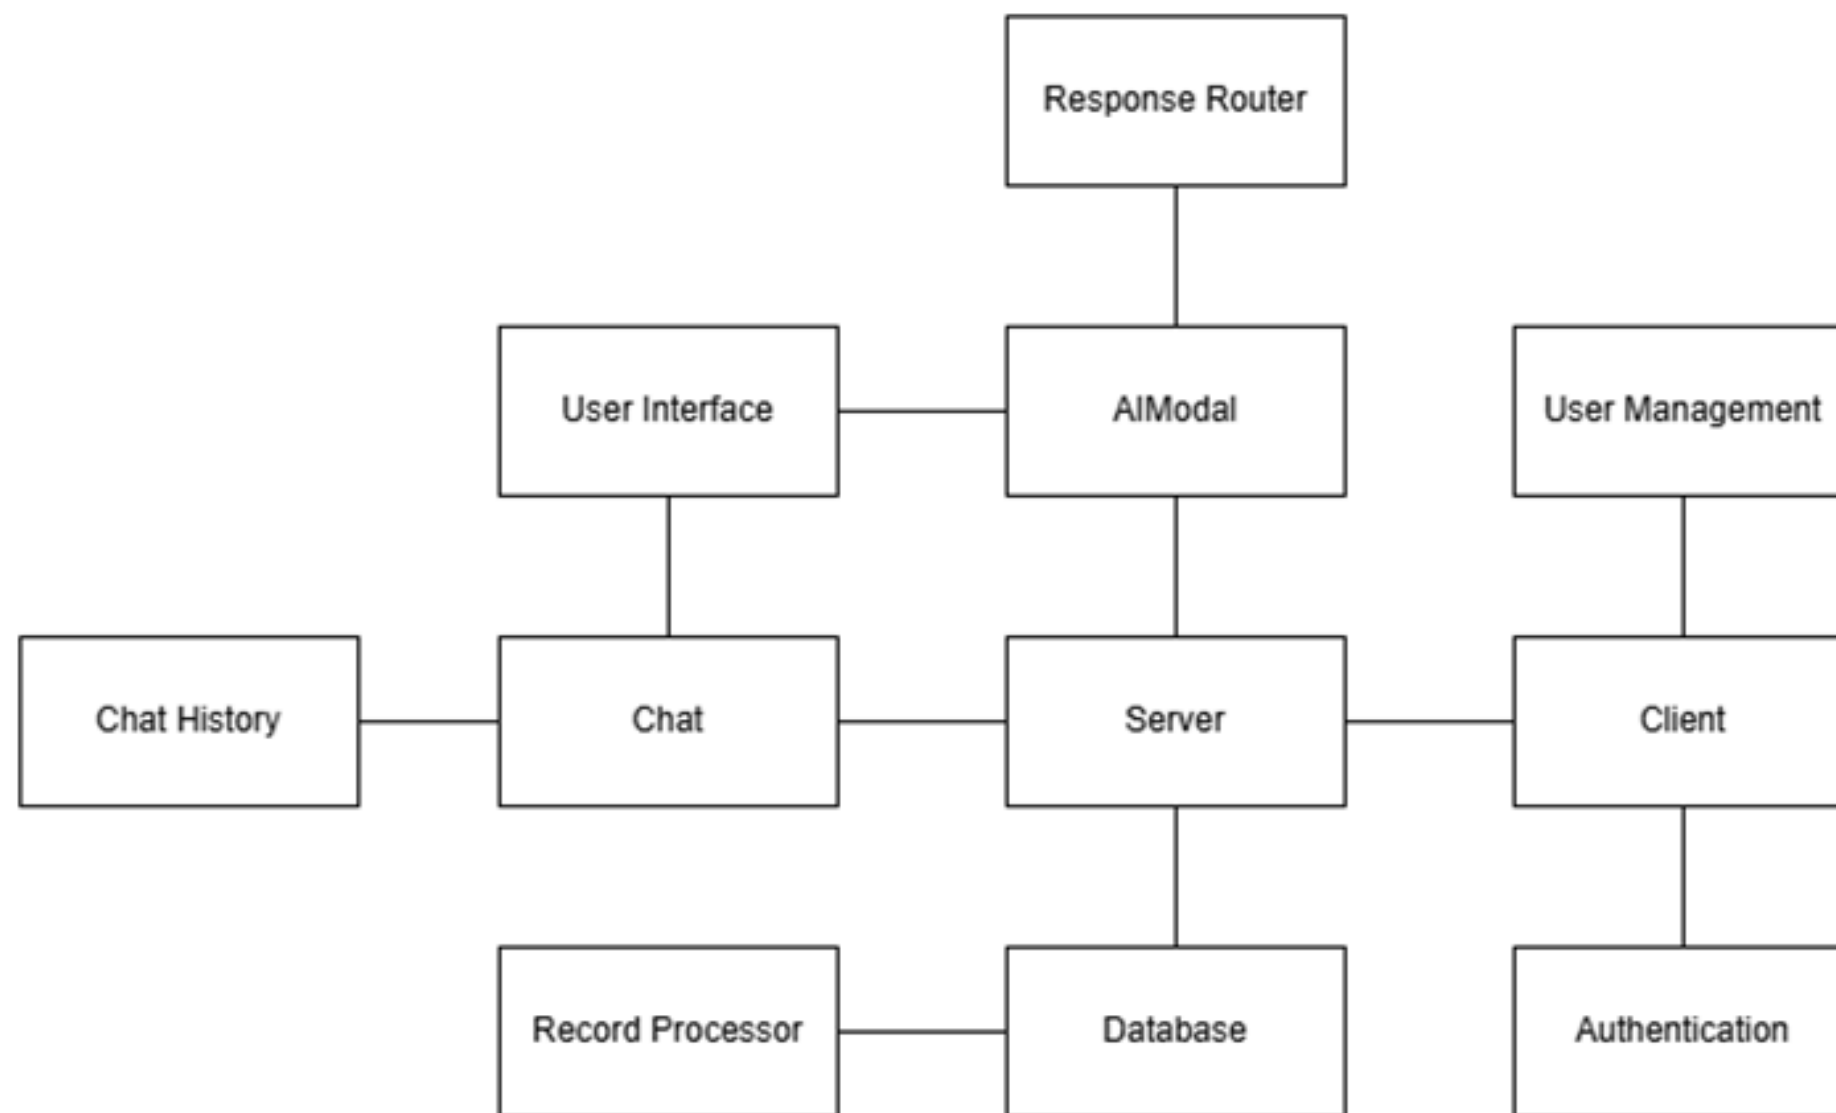 Response Router
User Interface
AIModal
User Management
Chat History
Chat
Server
Client
Record Processor
Database
Authentication